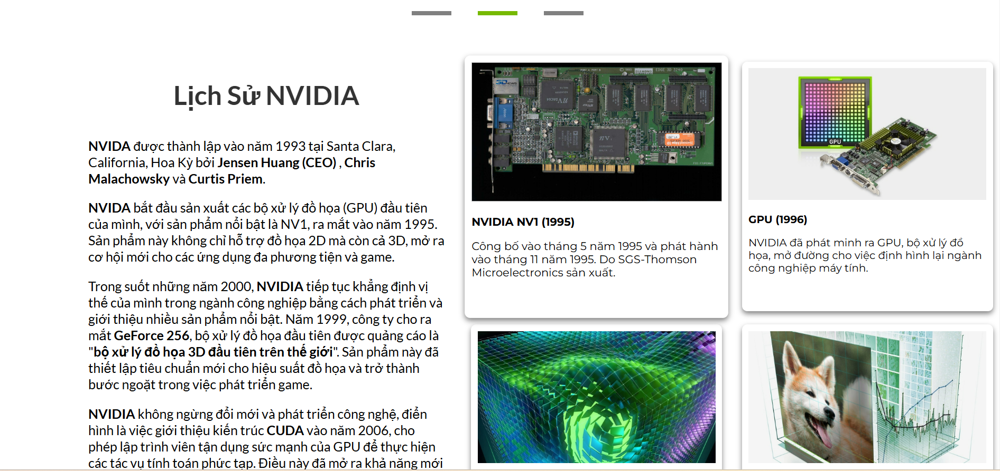 Lịch Sử NVIDIA
NVIDA được thành lập vào năm 1993 tại Santa Clara,
California, Hoa Kỳ bởi Jensen Huang (CEO) , Chris
Malachowsky và Curtis Priem.
NVIDA bắt đầu sản xuất các bộ xử lý đồ họa (GPU) đầu tiên
của mình, với sản phẩm nổi bật là NV1, ra mắt vào năm 1995.
Sản phẩm này không chỉ hỗ trợ đồ họa 2D mà còn cả 3D, mở ra
cơ hội mới cho các ứng dụng đa phương tiện và game.
Trong suốt những năm 2000, NVIDIA tiếp tục khẳng định vị
thế của mình trong ngành công nghiệp bằng cách phát triển và
giới thiệu nhiều sản phẩm nổi bật. Năm 1999, công ty cho ra
mắt GeForce 256, bộ xử lý đồ họa đầu tiên được quảng cáo là
"bộ xử lý đồ họa 3D đầu tiên trên thế giới". Sản phẩm này đã
thiết lập tiêu chuẩn mới cho hiệu suất đồ họa và trở thành
bước ngoặt trong việc phát triển game.
NVIDIA không ngừng đổi mới và phát triển công nghệ, điển
hình là việc giới thiệu kiến trúc CUDA vào năm 2006, cho
phép lập trình viên tận dụng sức mạnh của GPU để thực hiện
các tác vụ tính toán phức tạp. Điều này đã mở ra khả năng mới
EDGE 3D 3240
NVIDIA NV1 (1995)
Công bố vào tháng 5 năm 1995 và phát hành
vào tháng 11 năm 1995. Do SGS-Thomson
Microelectronics sản xuất.
GPU
GPU (1996)
NVIDIA đã phát minh ra GPU, bộ xử lý đồ
họa, mở đường cho việc định hình lại ngành
công nghiệp máy tính.